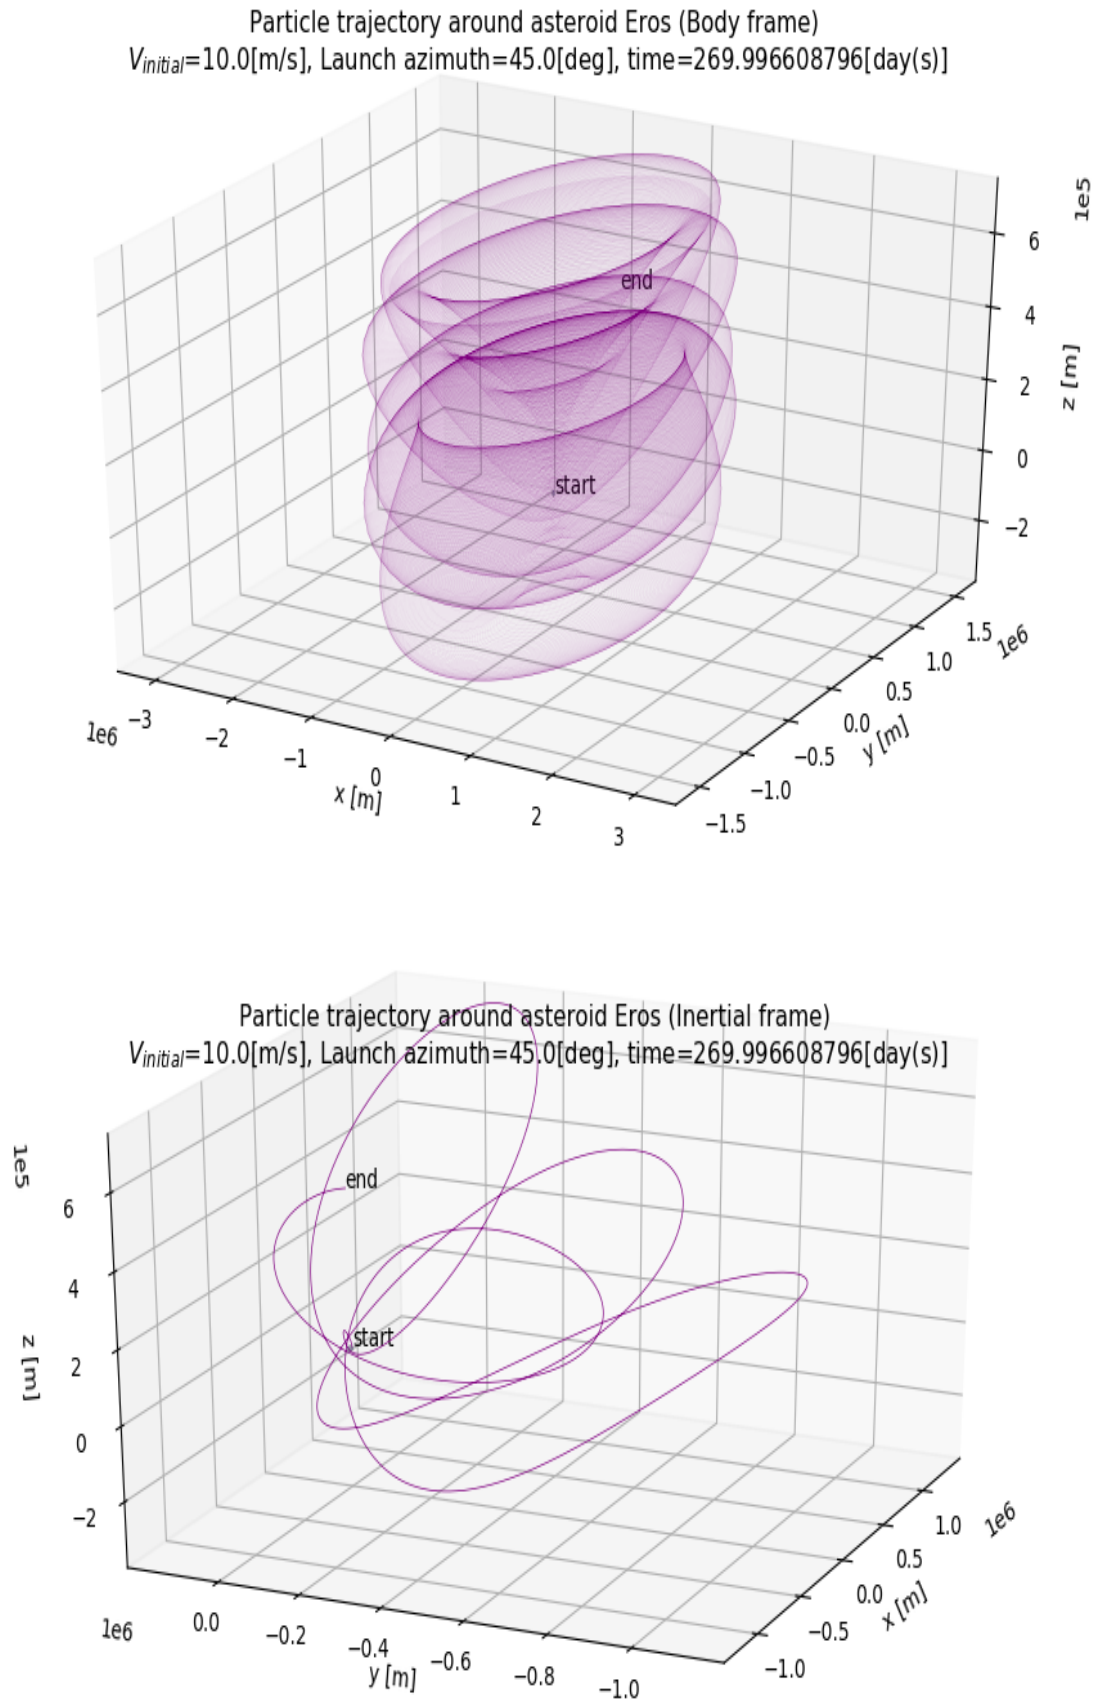 Particle trajectory around asteroid Eros (Body frame)
V_initial=10.0[m/s], Launch azimuth=45.0[deg], time=269.996608796[day(s)]
1e5
6
4
2
0
−2
z [m]
end
start
1e6
−3
−2
−1
0
1
2
3
x [m]
1e6
1.5
1.0
0.5
0.0
−0.5
−1.0
−1.5
y [m]
Particle trajectory around asteroid Eros (Inertial frame)
V_initial=10.0[m/s], Launch azimuth=45.0[deg], time=269.996608796[day(s)]
1e5
6
4
2
0
−2
z [m]
end
start
1e6
0.0
−0.2
−0.4
−0.6
−0.8
−1.0
y [m]
1e6
1.0
0.5
0.0
−0.5
−1.0
x [m]